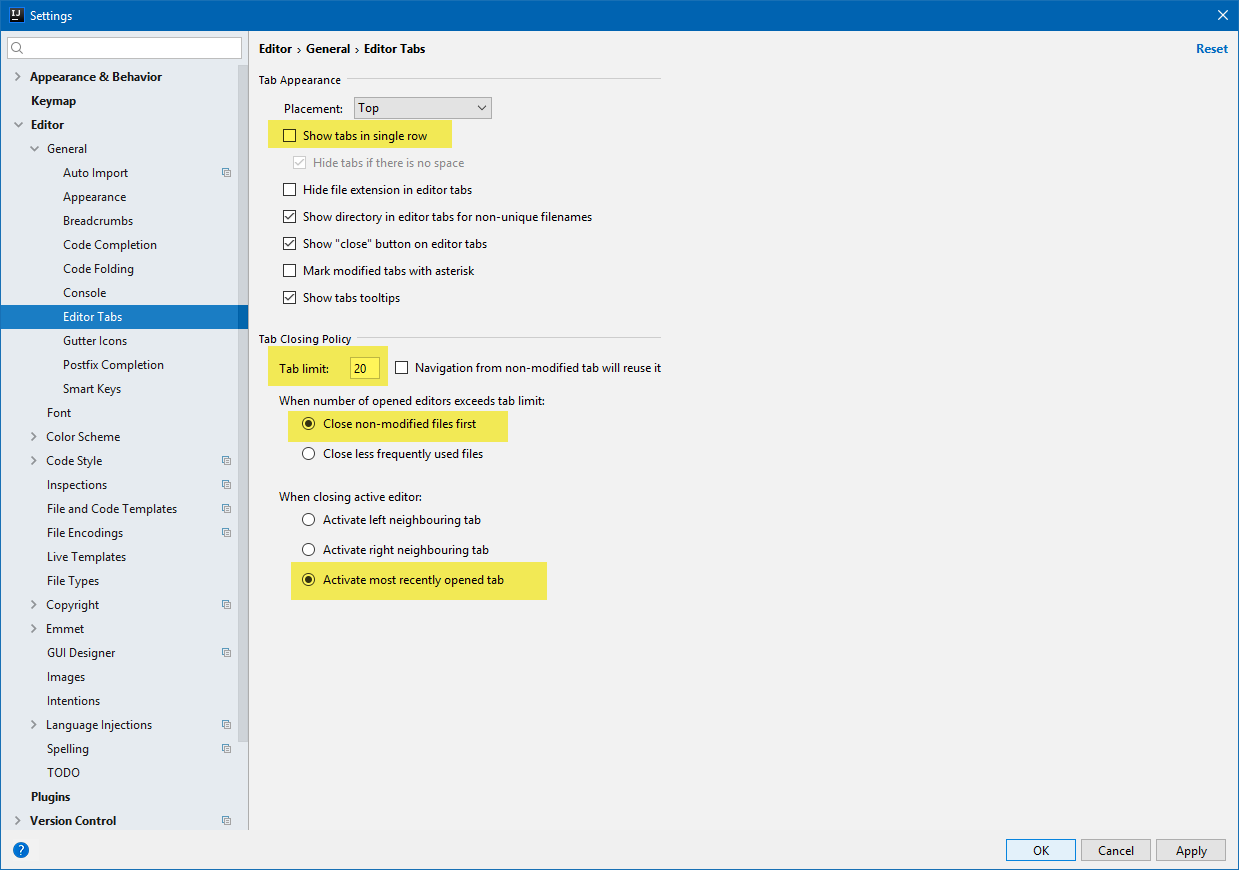 IJ Settings
Appearance & Behavior
Keymap
Editor
General
Auto Import
Appearance
Breadcrumbs
Code Completion
Code Folding
Console
Editor Tabs
Gutter Icons
Postfix Completion
Smart Keys
Font
Color Scheme
Code Style
Inspections
File and Code Templates
File Encodings
Live Templates
File Types
Copyright
Emmet
GUI Designer
Images
Intentions
Language Injections
Spelling
TODO
Plugins
Version Control
?
Editor › General › Editor Tabs
Reset
Tab Appearance
Placement: Top
Show tabs in single row
Hide tabs if there is no space
Hide file extension in editor tabs
Show directory in editor tabs for non-unique filenames
Show "close" button on editor tabs
Mark modified tabs with asterisk
Show tabs tooltips
Tab Closing Policy
Tab limit: 20 Navigation from non-modified tab will reuse it
When number of opened editors exceeds tab limit:
Close non-modified files first
Close less frequently used files
When closing active editor:
Activate left neighbouring tab
Activate right neighbouring tab
Activate most recently opened tab
OK Cancel Apply